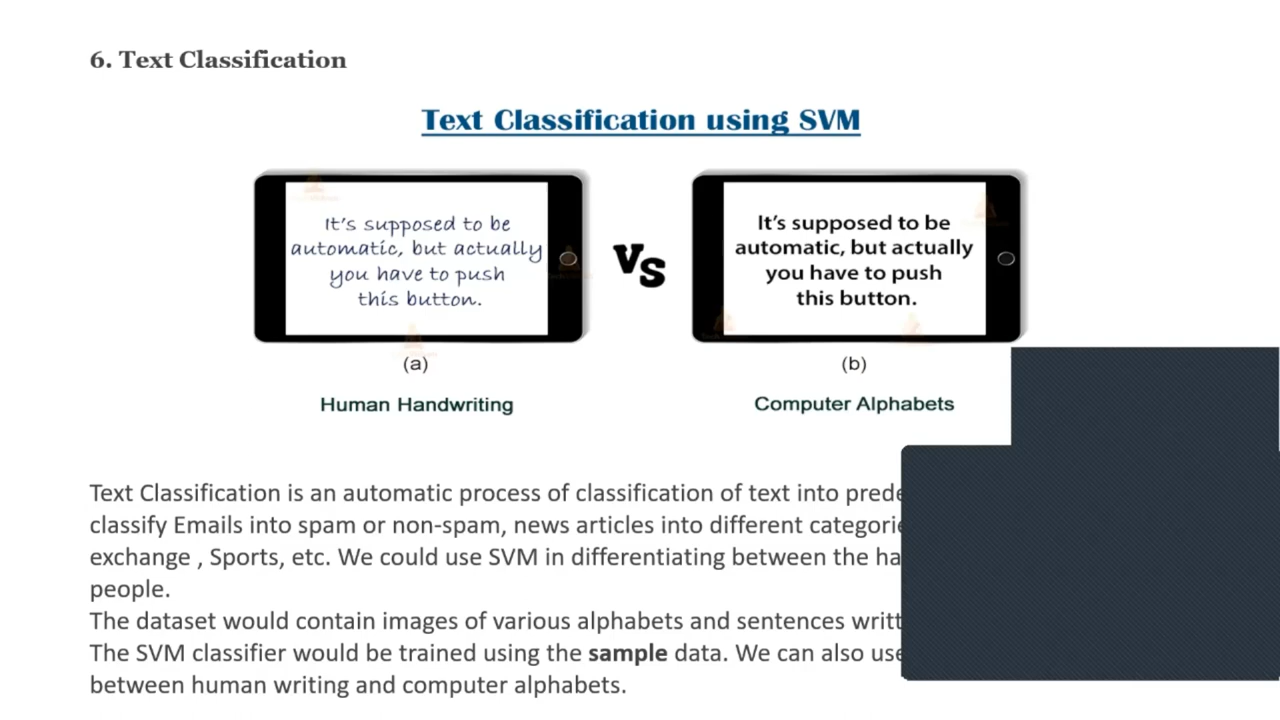 6. Text Classification
Text Classification using SVM
It's supposed to be
automatic, but actually
you have to push
this button.
vs
It's supposed to be
automatic, but actually
you have to push
this button.
(a)
(b)
Human Handwriting
Computer Alphabets
Text Classification is an automatic process of classification of text into
classify Emails into spam or non-spam, news articles into different
exchange , Sports, etc. We could use SVM in differentiating between the
people.
The dataset would contain images of various alphabets and sentences
The SVM classifier would be trained using the sample data. We can also
between human writing and computer alphabets.